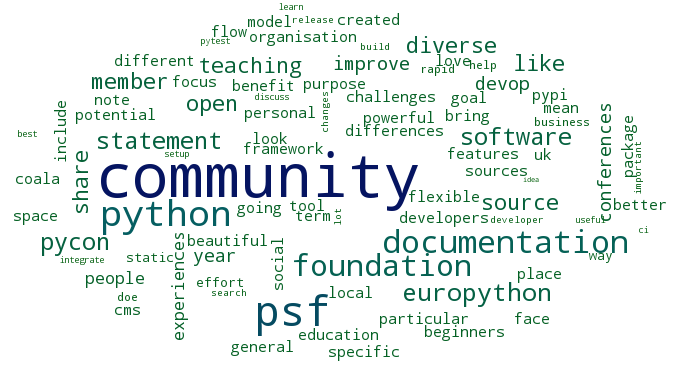 learn
model release created
flow organisation
pytest
build
diverse
different teaching improve love help like
rapid
member focus benefit purpose devop
note open discuss changes challenges goal pypi
potential personal powerful bring mean
include differences business
best statement look software conferences package
setup framework features uk important
coala share community sources idea
flexible source better
space python going tool term lot developers developer useful
ci
pycon beautiful documentation
static year social way
integrate experiences foundation
people effort place
search local europython
doe
cms psf particular face
education beginners
general specific